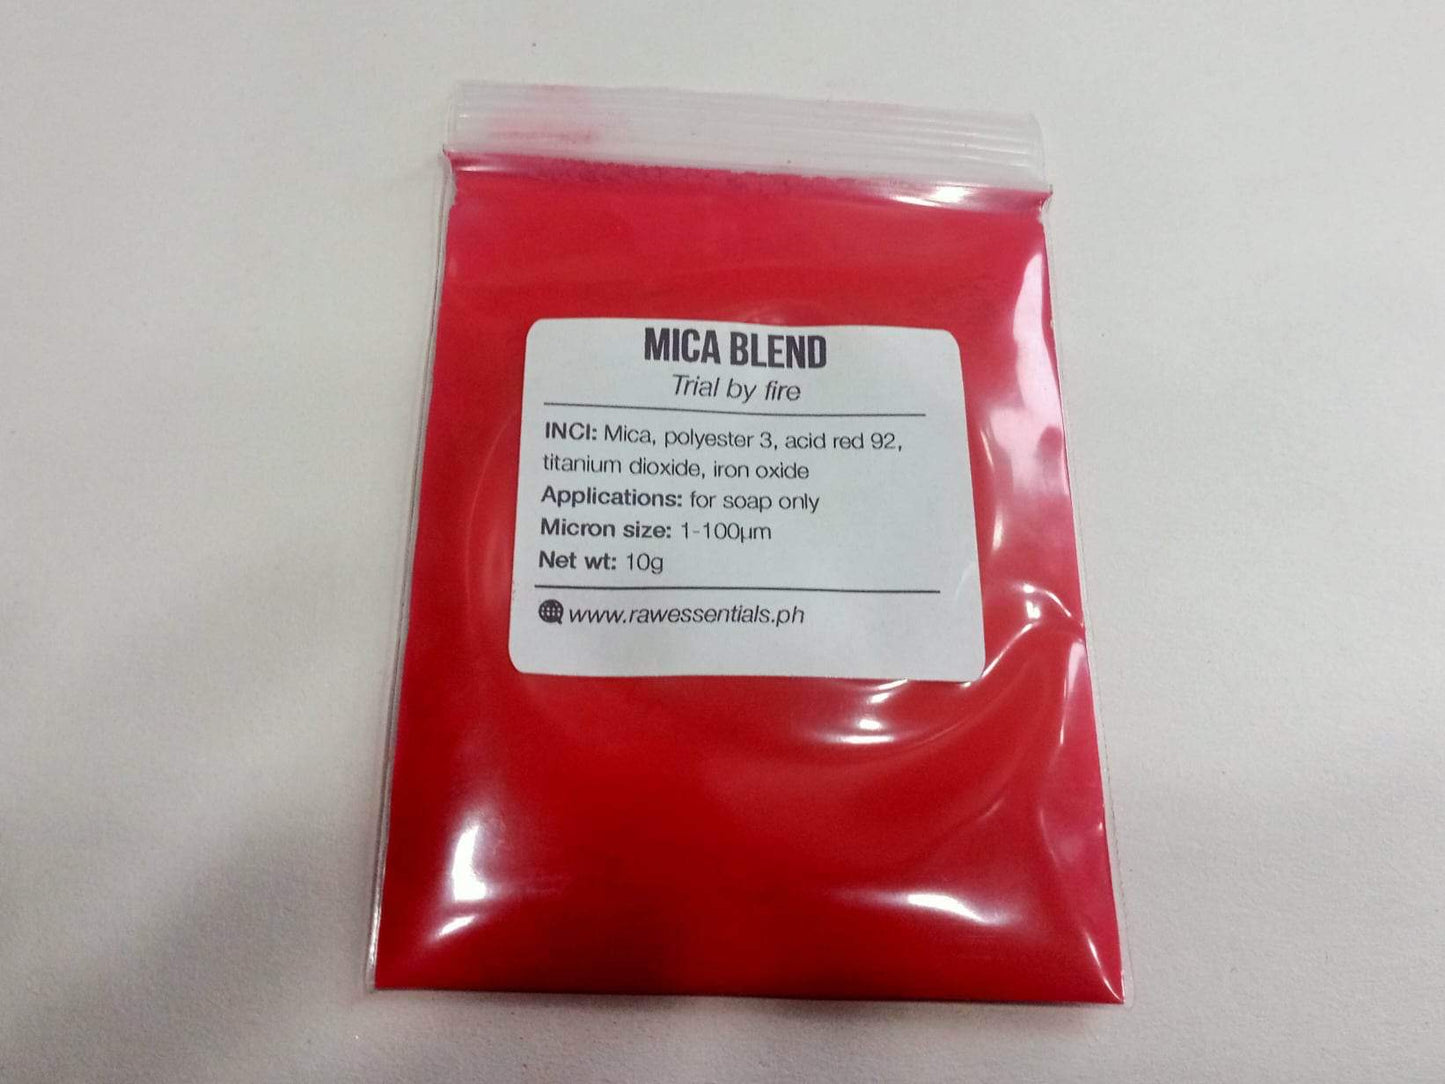 MICA BLEND
Trial by fire
INCI: Mica, polyester 3, acid red 92,
titanium dioxide, iron oxide
Applications: for soap only
Micron size: 1-100µm
Net wt: 10g
www.rawessentials.ph